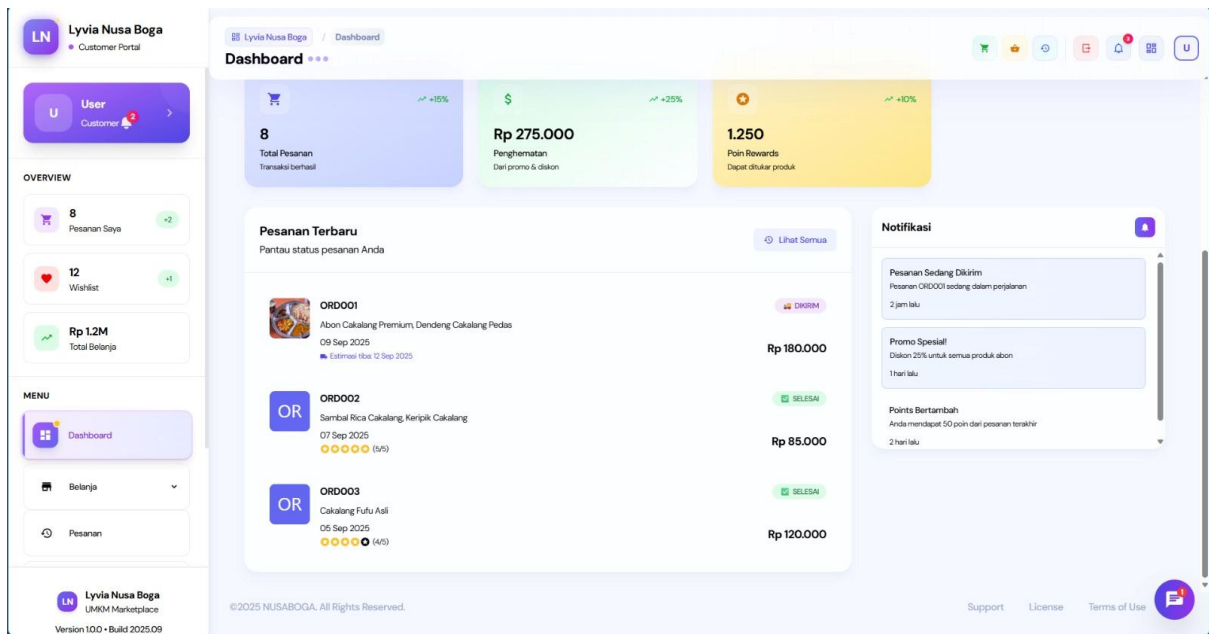 LN
Lyvia Nusa Boga
Customer Portal
U
User
Customer
2
OVERVIEW
8
Pesanan Saya
+2
12
Wishlist
+1
Rp 1.2M
Total Belanja
MENU
Dashboard
Belanja
Pesanan
LN
Lyvia Nusa Boga
UMKM Marketplace
Version 1.0.0 • Build 2025.09
Lyvia Nusa Boga / Dashboard
Dashboard
U
+15%
8
Total Pesanan
Transaksi berhasil
$
+25%
Rp 275.000
Penghematan
Dari promo & diskon
+10%
1.250
Poin Rewards
Dapat ditukar produk
Pesanan Terbaru
Pantau status pesanan Anda
Lihat Semua
ORD001
Abon Cakalang Premium, Dendeng Cakalang Pedas
09 Sep 2025
Estimasi tiba: 12 Sep 2025
DIKIRIM
Rp 180.000
OR
ORD002
Sambal Rica Cakalang, Keripik Cakalang
07 Sep 2025
(5/5)
SELESAI
Rp 85.000
OR
ORD003
Cakalang Fufu Asli
05 Sep 2025
(4/5)
SELESAI
Rp 120.000
Notifikasi
Pesanan Sedang Dikirim
Pesanan ORD001 sedang dalam perjalanan
2 jam lalu
Promo Spesial!
Diskon 25% untuk semua produk abon
1 hari lalu
Points Bertambah
Anda mendapat 50 poin dari pesanan terakhir
2 hari lalu
©2025 NUSABOGA. All Rights Reserved.
Support
License
Terms of Use
1